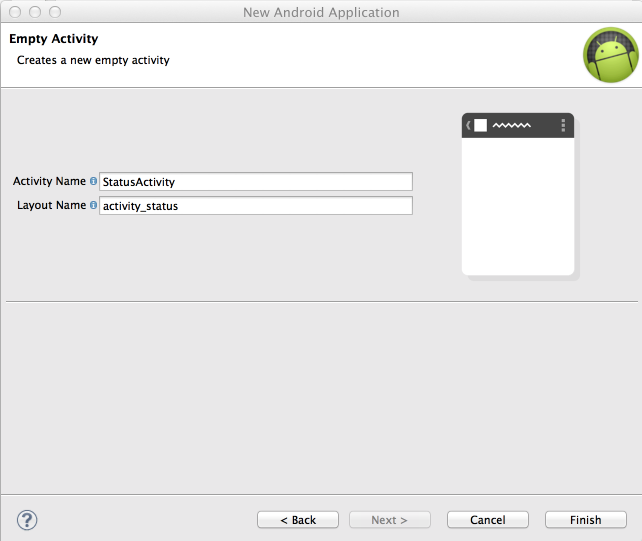 New Android Application
Empty Activity
Creates a new empty activity
Activity Name StatusActivity
Layout Name activity_status
? < Back Next > Cancel Finish